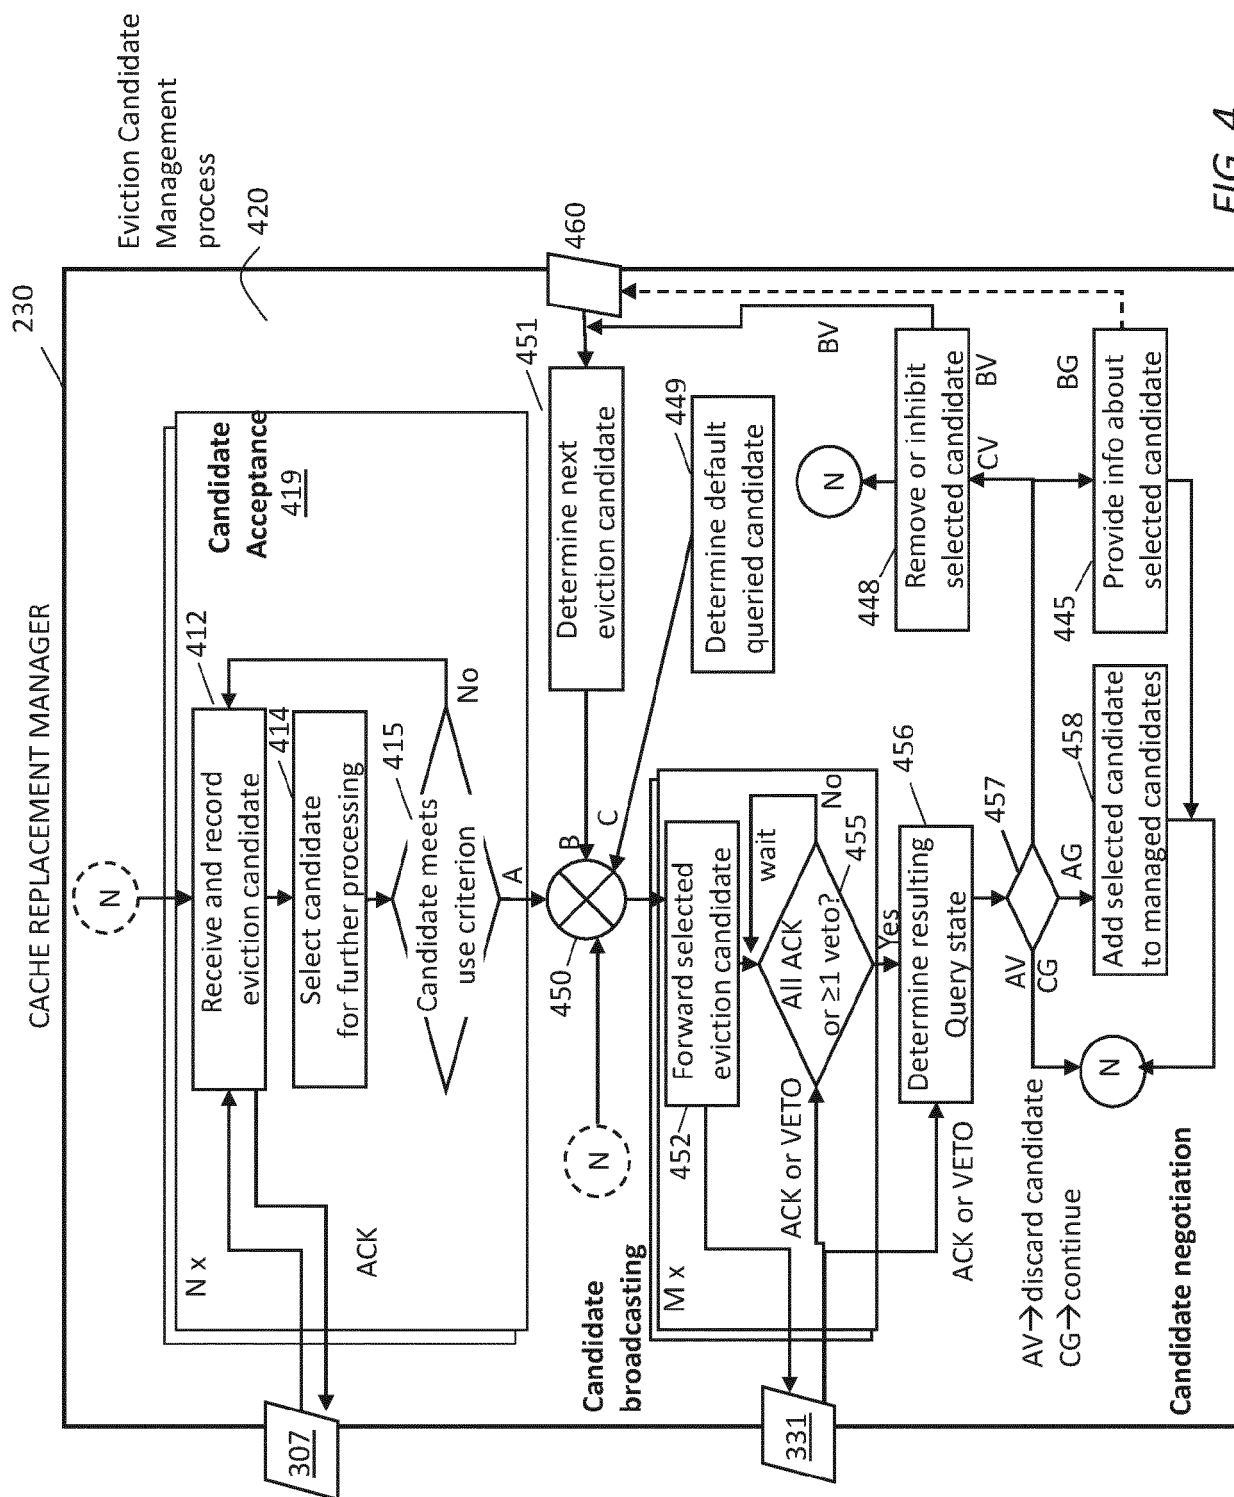 CACHE REPLACEMENT MANAGER
230
Eviction Candidate
Management
process
420
N
N x
Candidate
Acceptance
419
412
Receive and record
eviction candidate
414
Select candidate
for further processing
415
Candidate meets
use criterion
No
A
307
ACK
460
451
Determine next
eviction candidate
B
C
450
N
449
Determine default
queried candidate
BV
Candidate
broadcasting
M x
452
Forward selected
eviction candidate
wait
All ACK
or ≥1 veto?
No
455
Yes
331
ACK or VETO
ACK or VETO
456
Determine resulting
Query state
457
N
448
Remove or inhibit
selected candidate
CV
BV
BG
AV
CG
AG
458
Add selected candidate
to managed candidates
445
Provide info about
selected candidate
N
AV→discard candidate
CG→continue
Candidate negotiation
FIG. 4